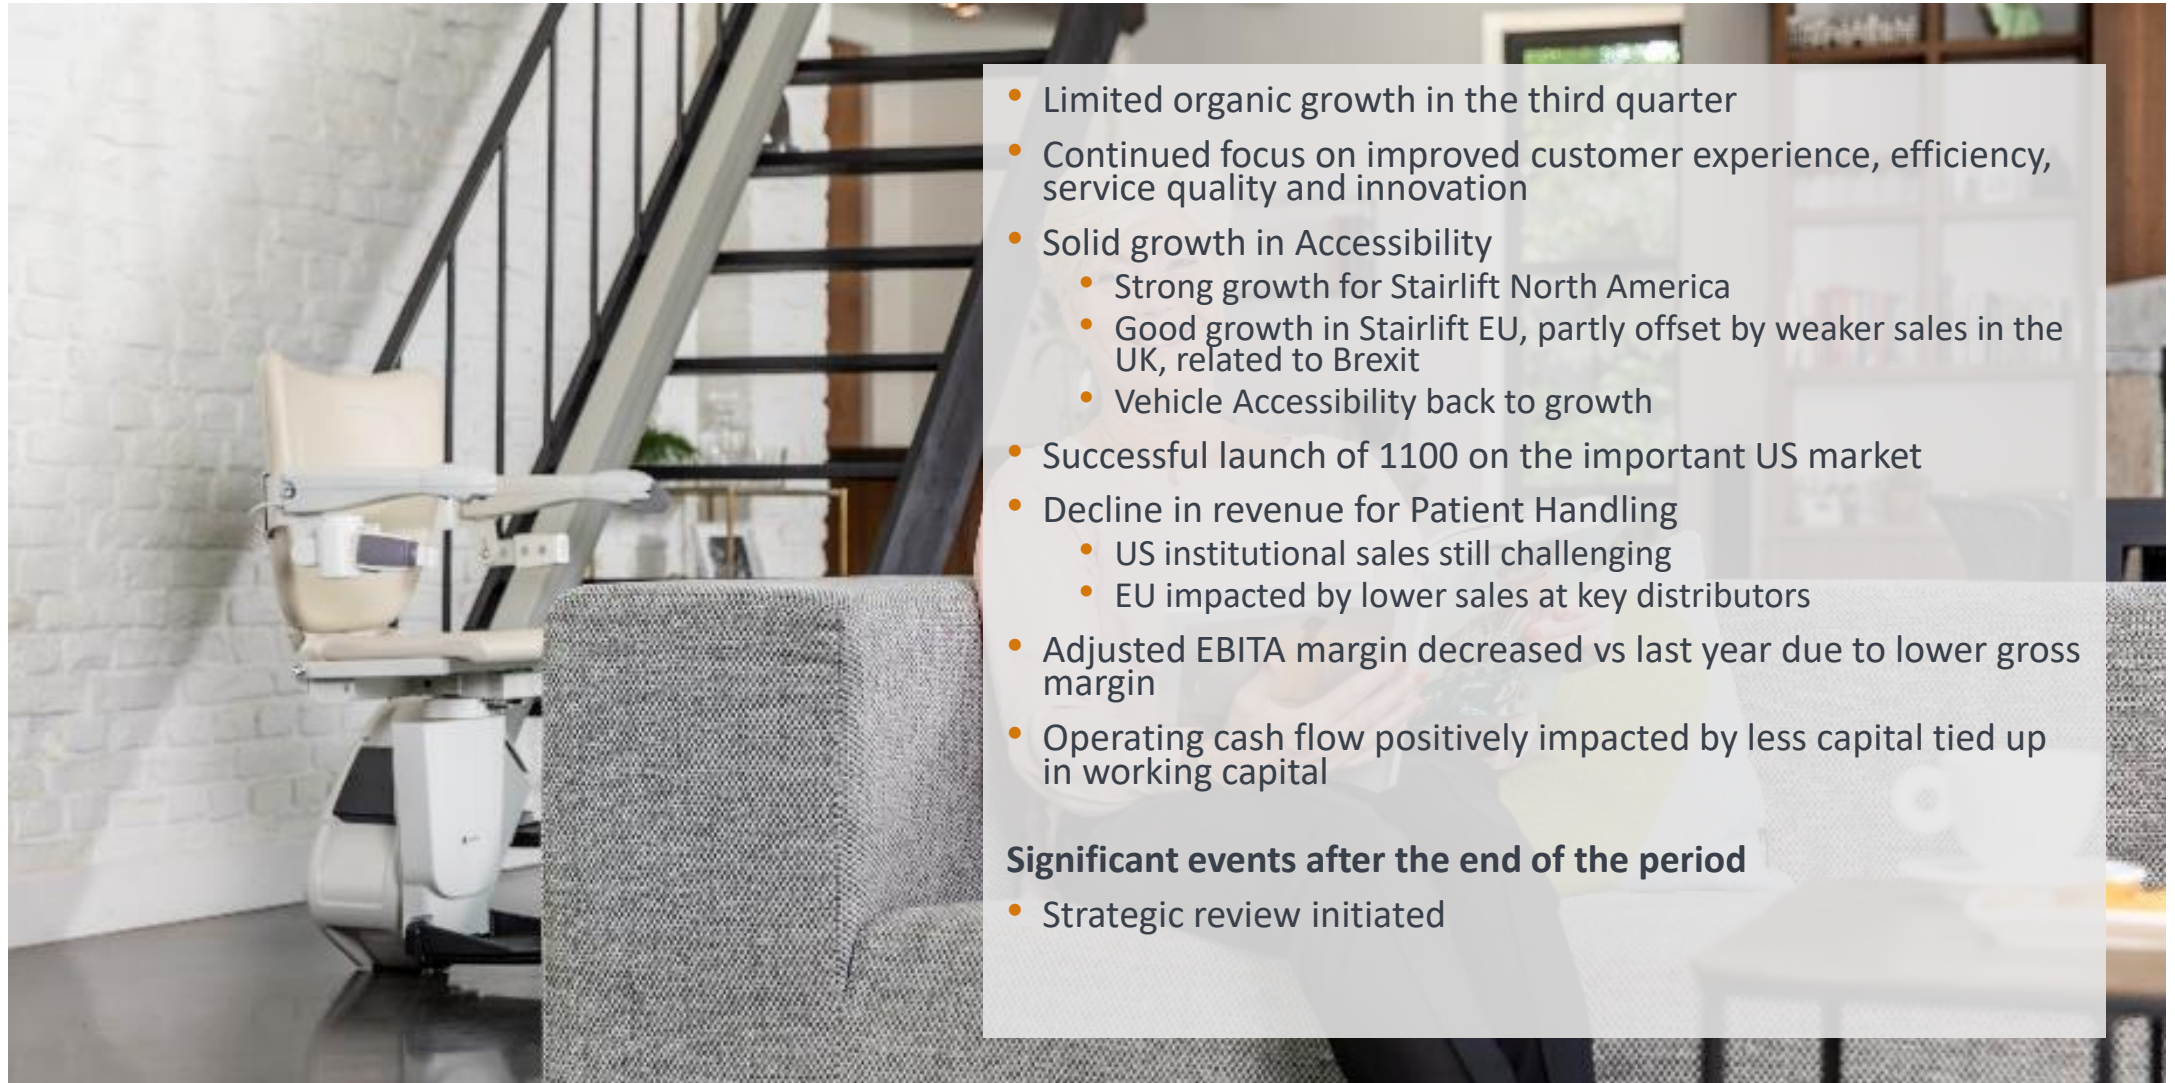 • Limited organic growth in the third quarter
• Continued focus on improved customer experience, efficiency,
service quality and innovation
• Solid growth in Accessibility
• Strong growth for Stairlift North America
• Good growth in Stairlift EU, partly offset by weaker sales in the
UK, related to Brexit
• Vehicle Accessibility back to growth
• Successful launch of 1100 on the important US market
• Decline in revenue for Patient Handling
• US institutional sales still challenging
• EU impacted by lower sales at key distributors
• Adjusted EBITA margin decreased vs last year due to lower gross
margin
• Operating cash flow positively impacted by less capital tied up
in working capital
Significant events after the end of the period
• Strategic review initiated